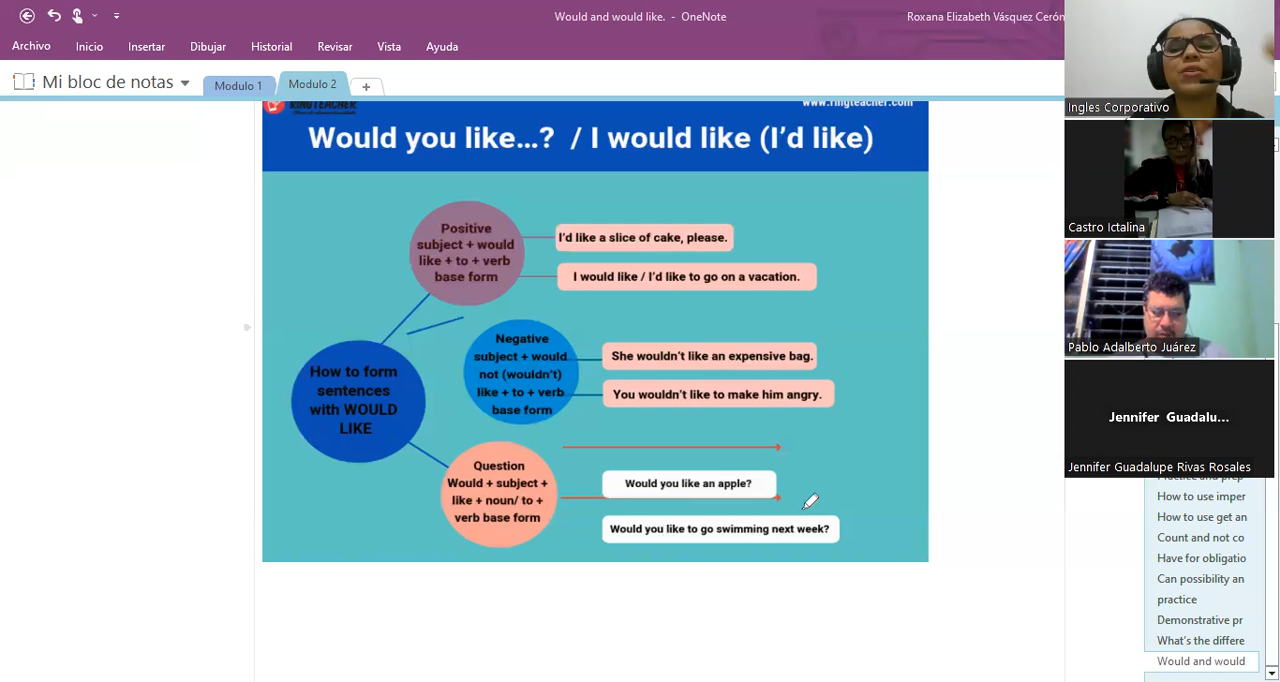 Would and would like. - OneNote
Roxana Elizabeth Vásquez Cerón
Archivo
Inicio
Insertar
Dibujar
Historial
Revisar
Vista
Ayuda
Mi bloc de notas
Modulo 1
Modulo 2
+
RINGTEACHER
www.ringteacher.com
Would you like...? / I would like (I'd like)
Positive
subject + would
like + to + verb
base form
I'd like a slice of cake, please.
I would like / I'd like to go on a vacation.
How to form
sentences
with WOULD
LIKE
Negative
subject + would
not (wouldn't)
like + to + verb
base form
She wouldn't like an expensive bag.
You wouldn't like to make him angry.
Question
Would + subject +
like + noun/ to +
verb base form
Would you like an apple?
Would you like to go swimming next week?
Ingles Corporativo
Castro Ictalina
Pablo Adalberto Juárez
Jennifer Guadalu...
Jennifer Guadalupe Rivas Rosales
Practice and prep
How to use imper
How to use get an
Count and not co
Have for obligatio
Can possibility an
practice
Demonstrative pr
What's the differe
Would and would